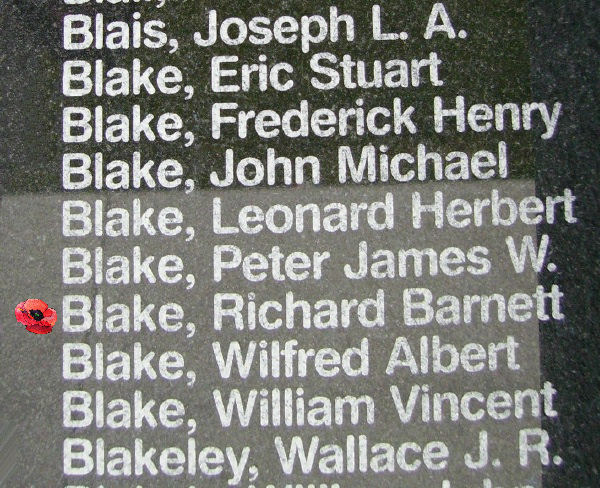 Blais, Joseph L. A.
Blake, Eric Stuart
Blake, Frederick Henry
Blake, John Michael
Blake, Leonard Herbert
Blake, Peter James W.
Blake, Richard Barnett
Blake, Wilfred Albert
Blake, William Vincent
Blakeley, Wallace J. R.